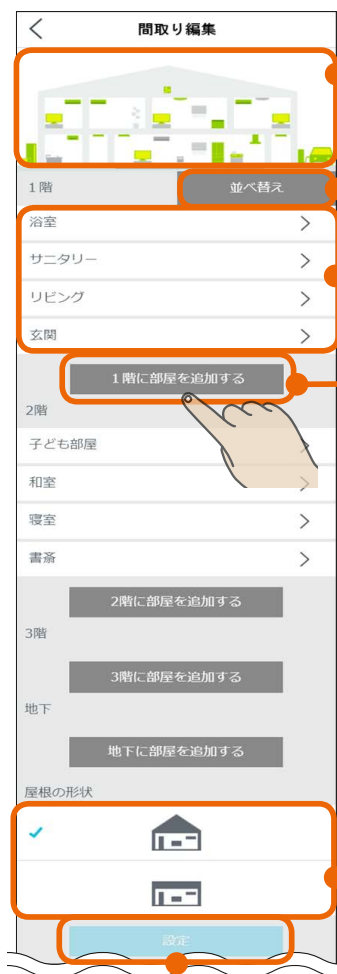 間取り編集
1階
並べ替え
浴室
サニタリー
リビング
玄関
1階に部屋を追加する
2階
子ども部屋
和室
寝室
書斎
2階に部屋を追加する
3階
3階に部屋を追加する
地下
地下に部屋を追加する
屋根の形状
設定